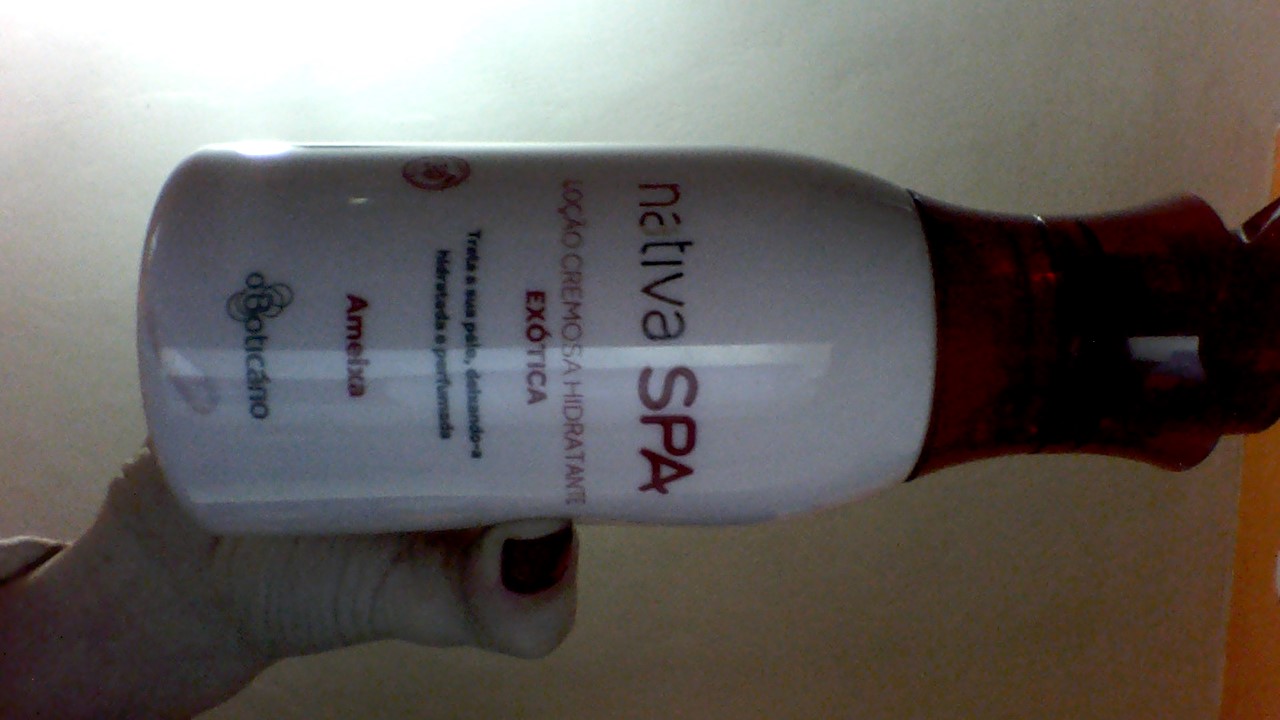 nativa SPA
LOÇÃO CREMOSA HIDRATANTE
EXÓTICA
Trata a sua pele, deixando-a
hidratada e perfumada
Ameixa
oBoticário